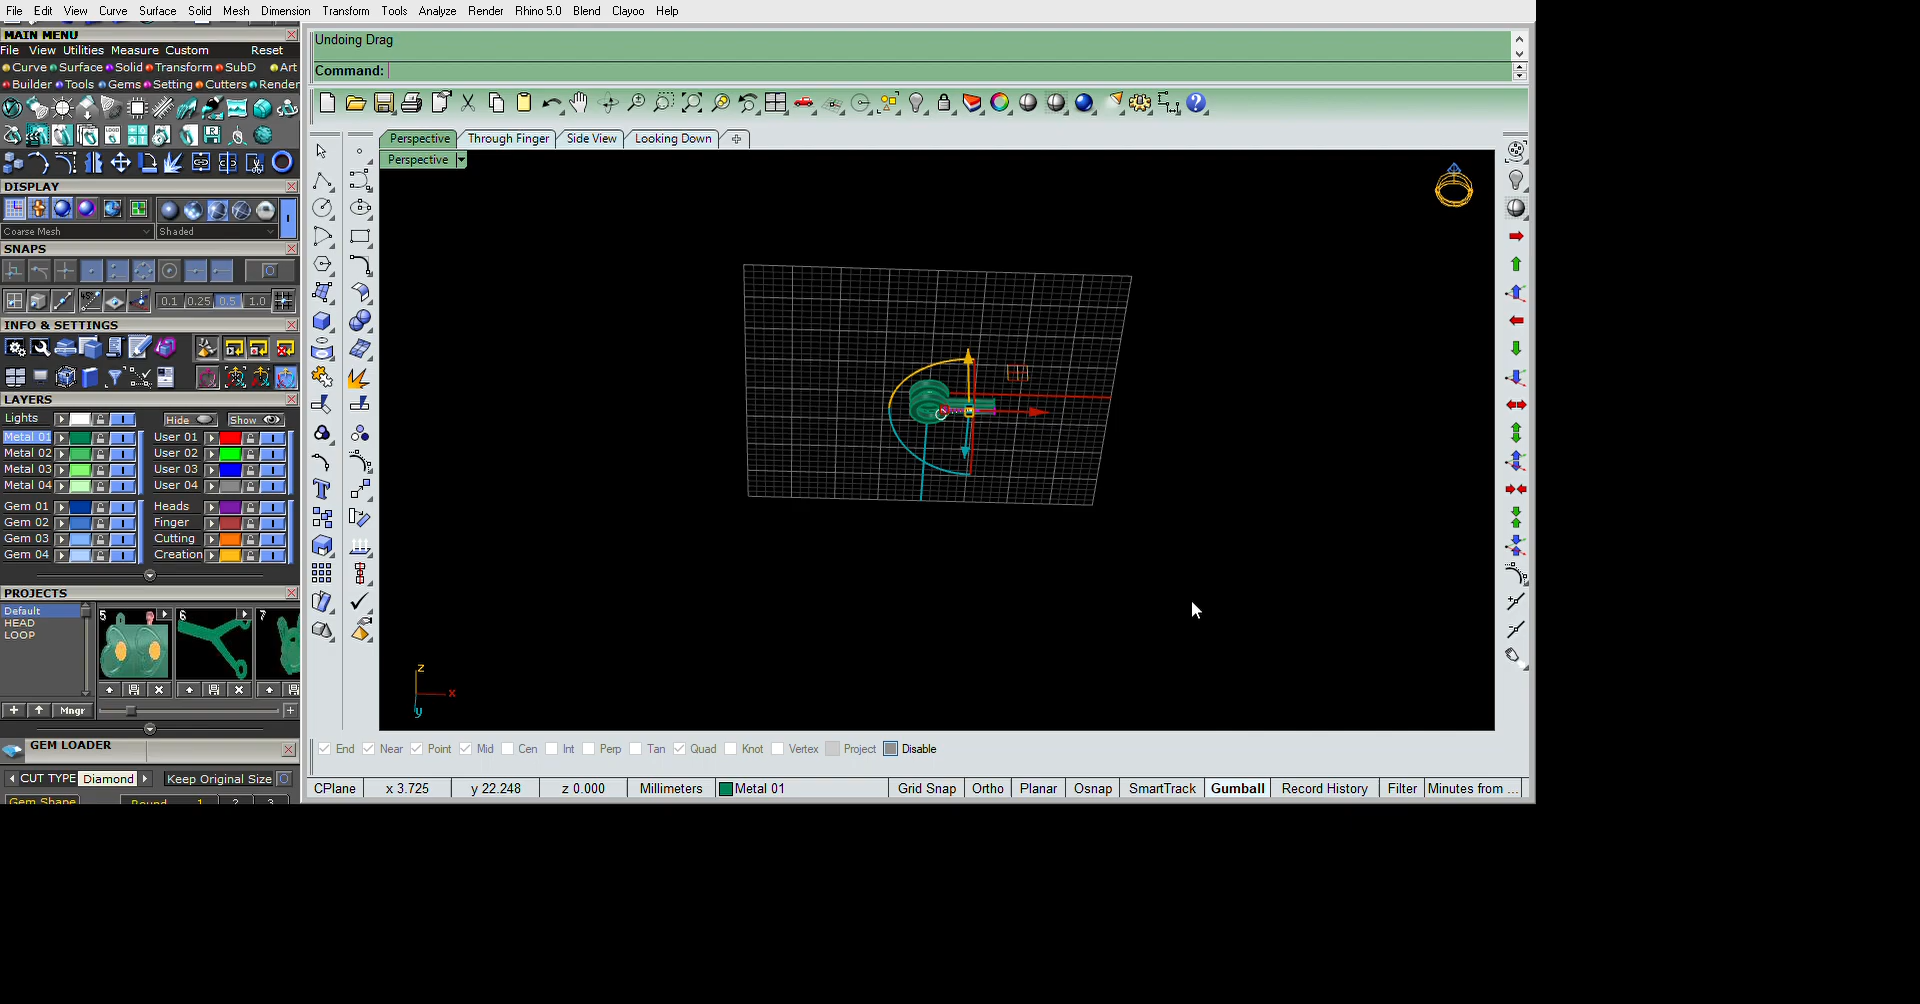 File Edit View Curve Surface Solid Mesh Dimension Transform Tools Analyze Render Rhino 5.0 Blend Clayoo Help
MAIN MENU
File View Utilities Measure Custom Reset
Curve Surface Solid Transform SubD Art
Builder Tools Gems Setting Cutters Render
LOGO
DISPLAY
Coarse Mesh Shaded
SNAPS
0.1 0.25 0.5 1.0
INFO & SETTINGS
LAYERS
Lights Hide Show
Metal 01 User 01
Metal 02 User 02
Metal 03 User 03
Metal 04 User 04
Gem 01 Heads
Gem 02 Finger
Gem 03 Cutting
Gem 04 Creation
PROJECTS
Default
HEAD
LOOP
5 6 7
Mngr
GEM LOADER
CUT TYPE Diamond Keep Original Size
Gem Shape Round 1 2 3
Undoing Drag
Command:
Perspective Through Finger Side View Looking Down
Perspective
z
x
y
End Near Point Mid Cen Int Perp Tan Quad Knot Vertex Project Disable
CPlane x 3.725 y 22.248 z 0.000 Millimeters Metal 01 Grid Snap Ortho Planar Osnap SmartTrack Gumball Record History Filter Minutes from ...